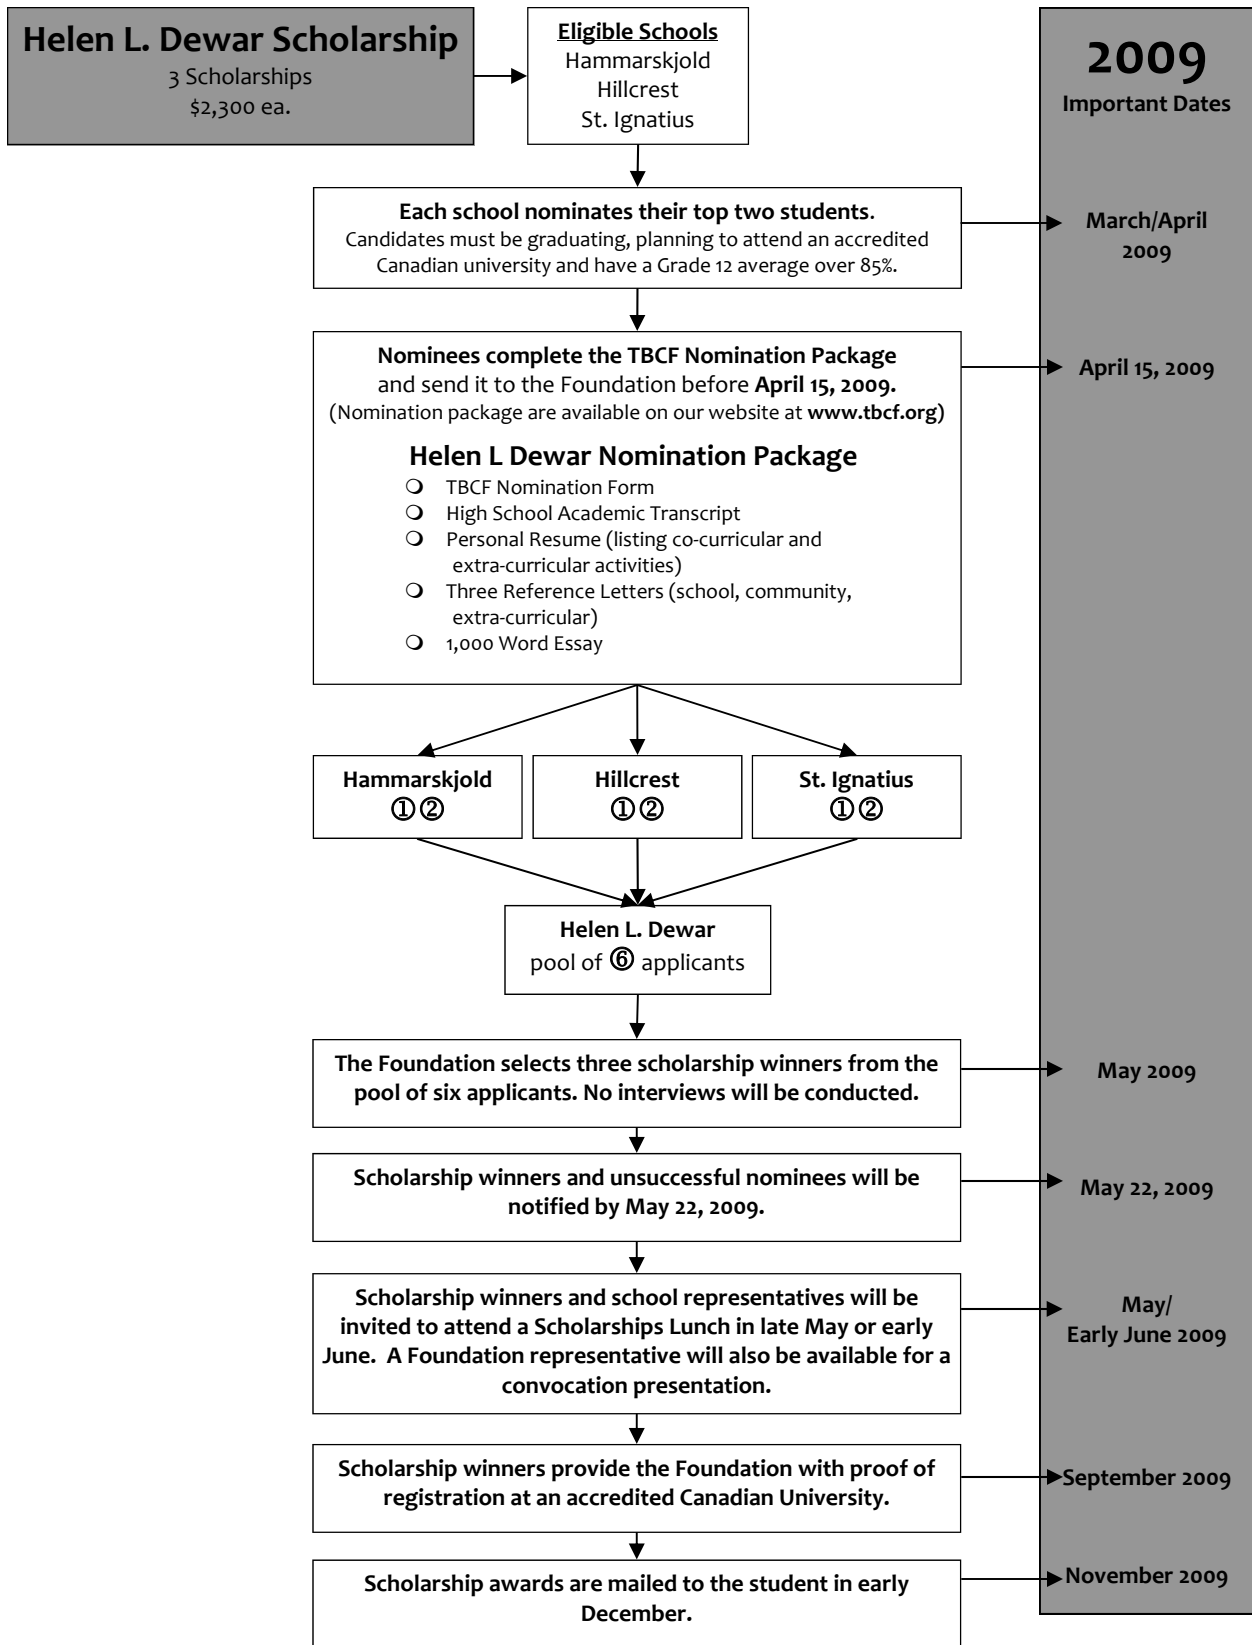 Helen L. Dewar Scholarship
3 Scholarships
$2,300 ea.
Eligible Schools
Hammarskjold
Hillcrest
St. Ignatius
2009
Important Dates
Each school nominates their top two students.
Candidates must be graduating, planning to attend an accredited
Canadian university and have a Grade 12 average over 85%.
March/April
2009
Nominees complete the TBCF Nomination Package
and send it to the Foundation before April 15, 2009.
(Nomination package are available on our website at www.tbcf.org)
April 15, 2009
Helen L Dewar Nomination Package
❍ TBCF Nomination Form
❍ High School Academic Transcript
❍ Personal Resume (listing co-curricular and
extra-curricular activities)
❍ Three Reference Letters (school, community,
extra-curricular)
❍ 1,000 Word Essay
Hammarskjold
① ②
Hillcrest
① ②
St. Ignatius
① ②
Helen L. Dewar
pool of ⑥ applicants
The Foundation selects three scholarship winners from the
pool of six applicants. No interviews will be conducted.
May 2009
Scholarship winners and unsuccessful nominees will be
notified by May 22, 2009.
May 22, 2009
Scholarship winners and school representatives will be
invited to attend a Scholarships Lunch in late May or early
June.  A Foundation representative will also be available for a
convocation presentation.
May/
Early June 2009
Scholarship winners provide the Foundation with proof of
registration at an accredited Canadian University.
September 2009
Scholarship awards are mailed to the student in early
December.
November 2009